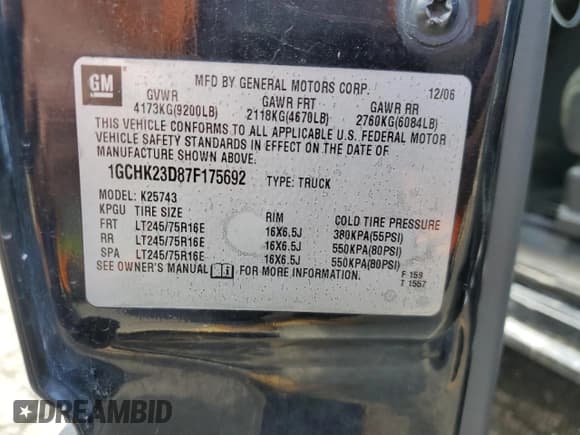 GM
MFD BY GENERAL MOTORS CORP. 12/06
GVWR GAWR FRT GAWR RR
4173KG(9200LB) 2118KG(4670LB) 2760KG(6084LB)
THIS VEHICLE CONFORMS TO ALL APPLICABLE U.S. FEDERAL MOTOR
VEHICLE SAFETY STANDARDS IN EFFECT ON THE DATE OF
MANUFACTURE SHOWN ABOVE.
1GCHK23D87F175692 TYPE: TRUCK
MODEL: K25743
KPGU TIRE SIZE RIM COLD TIRE PRESSURE
FRT LT245/75R16E 16X6.5J 380KPA(55PSI)
RR LT245/75R16E 16X6.5J 550KPA(80PSI)
SPA LT245/75R16E 16X6.5J 550KPA(80PSI)
SEE OWNER'S MANUAL FOR MORE INFORMATION.
F 159
T 1557
DREAMBID